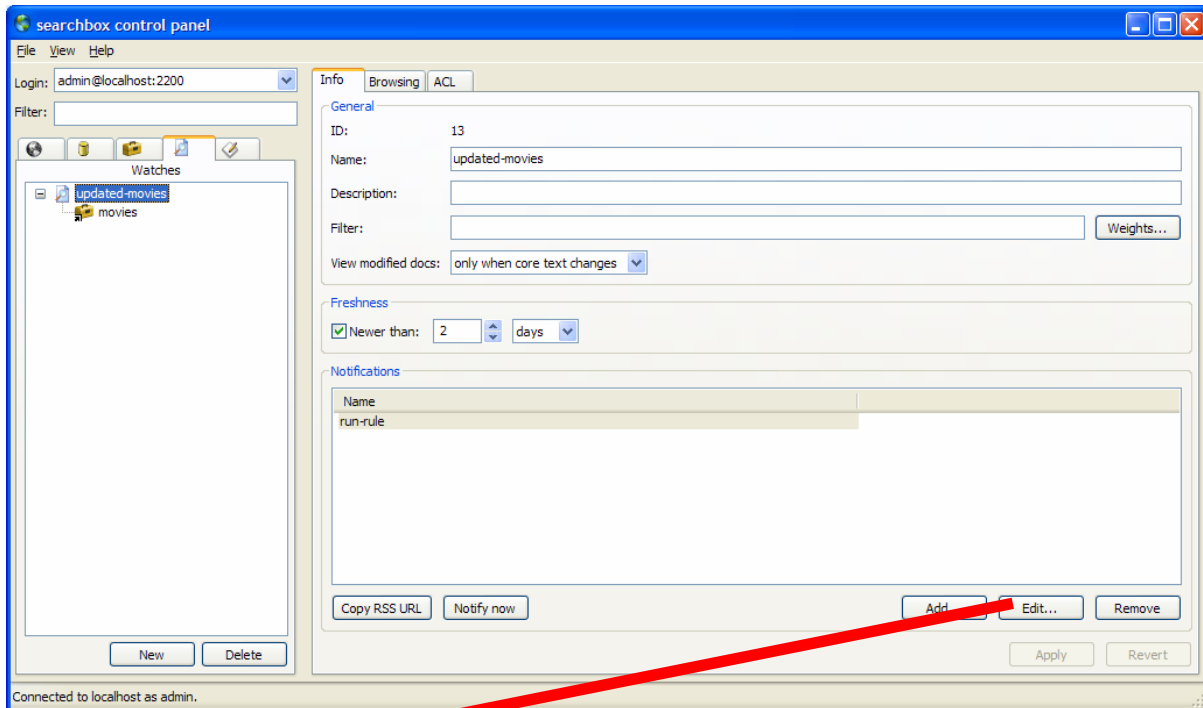 searchbox control panel
File View Help
Login: admin@localhost:2200
Filter:
Watches
updated-movies
movies
Info Browsing ACL
General
ID: 13
Name: updated-movies
Description:
Filter: Weights...
View modified docs: only when core text changes
Freshness
Newer than: 2 days
Notifications
Name
run-rule
Copy RSS URL Notify now Add Edit... Remove
New Delete Apply Revert
Connected to localhost as admin.